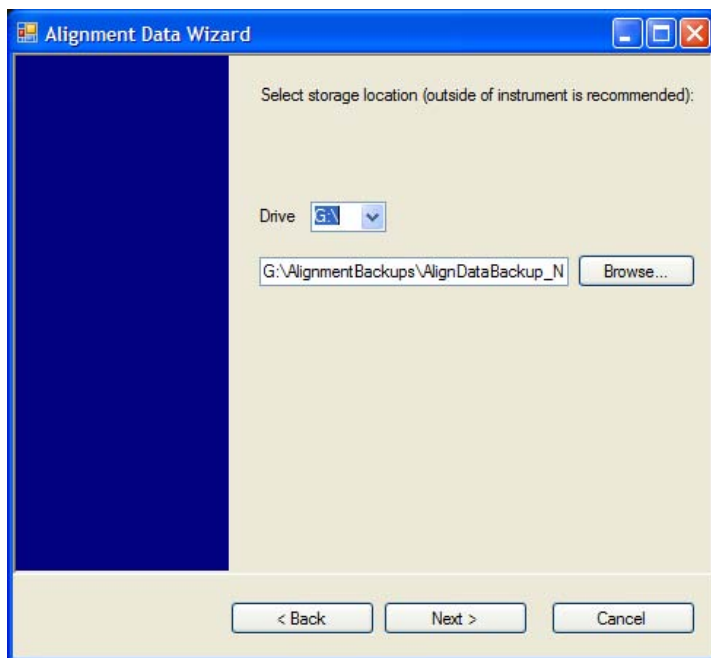 Alignment Data Wizard
Select storage location (outside of instrument is recommended):
Drive G:\
G:\AlignmentBackups\AlignDataBackup_N Browse...
< Back Next > Cancel